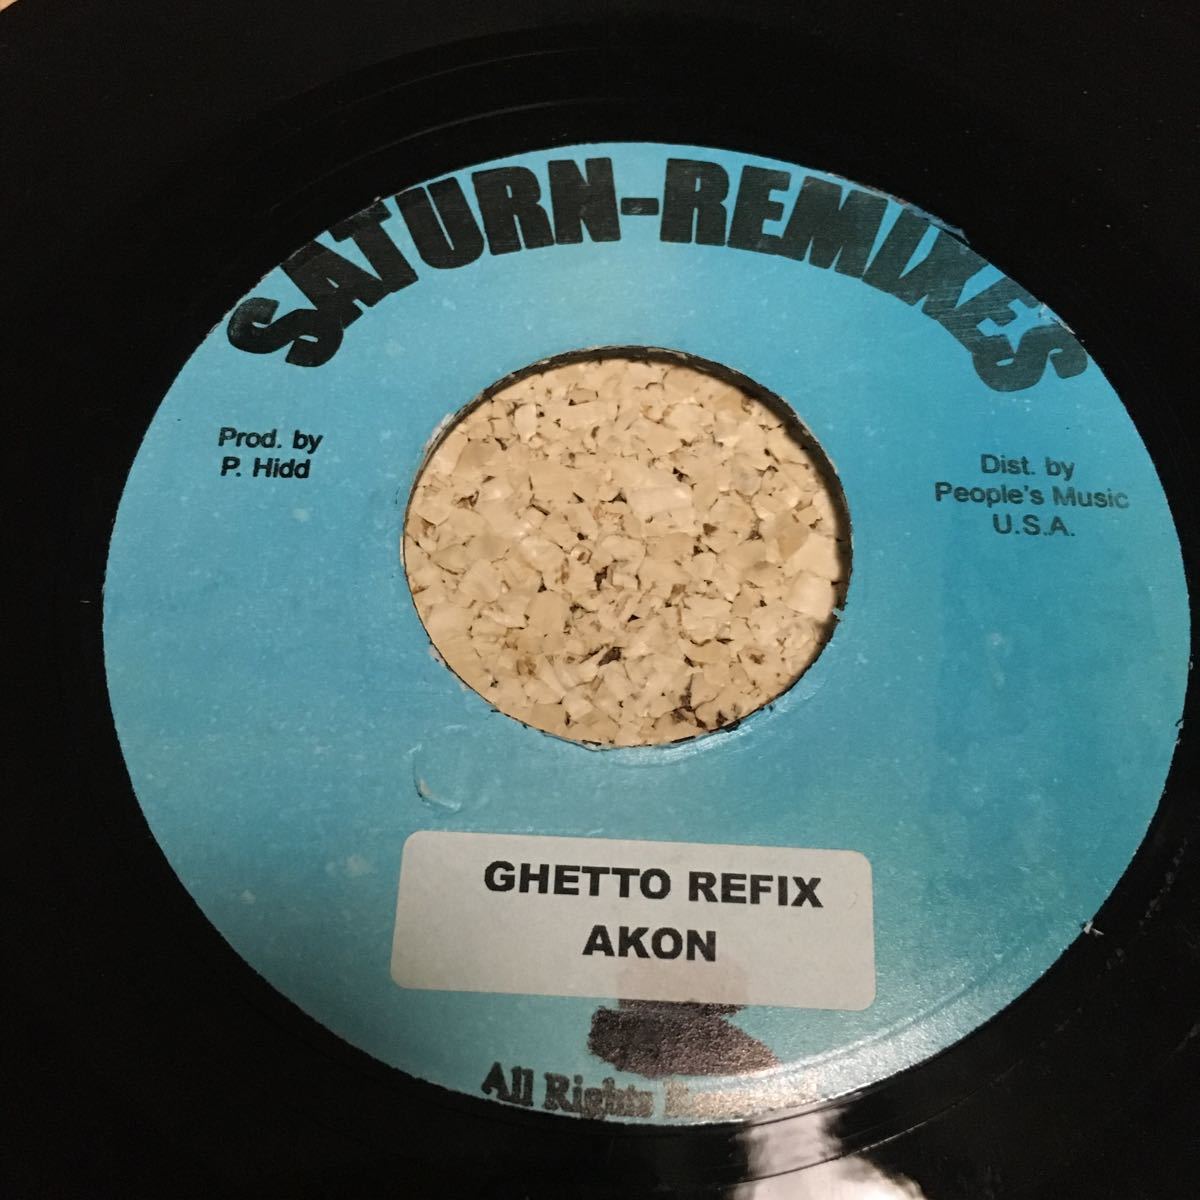 SATURN-REMIXES
Prod. by
P. Hidd
Dist. by
People's Music
U.S.A.
GHETTO REFIX
AKON
All Rights